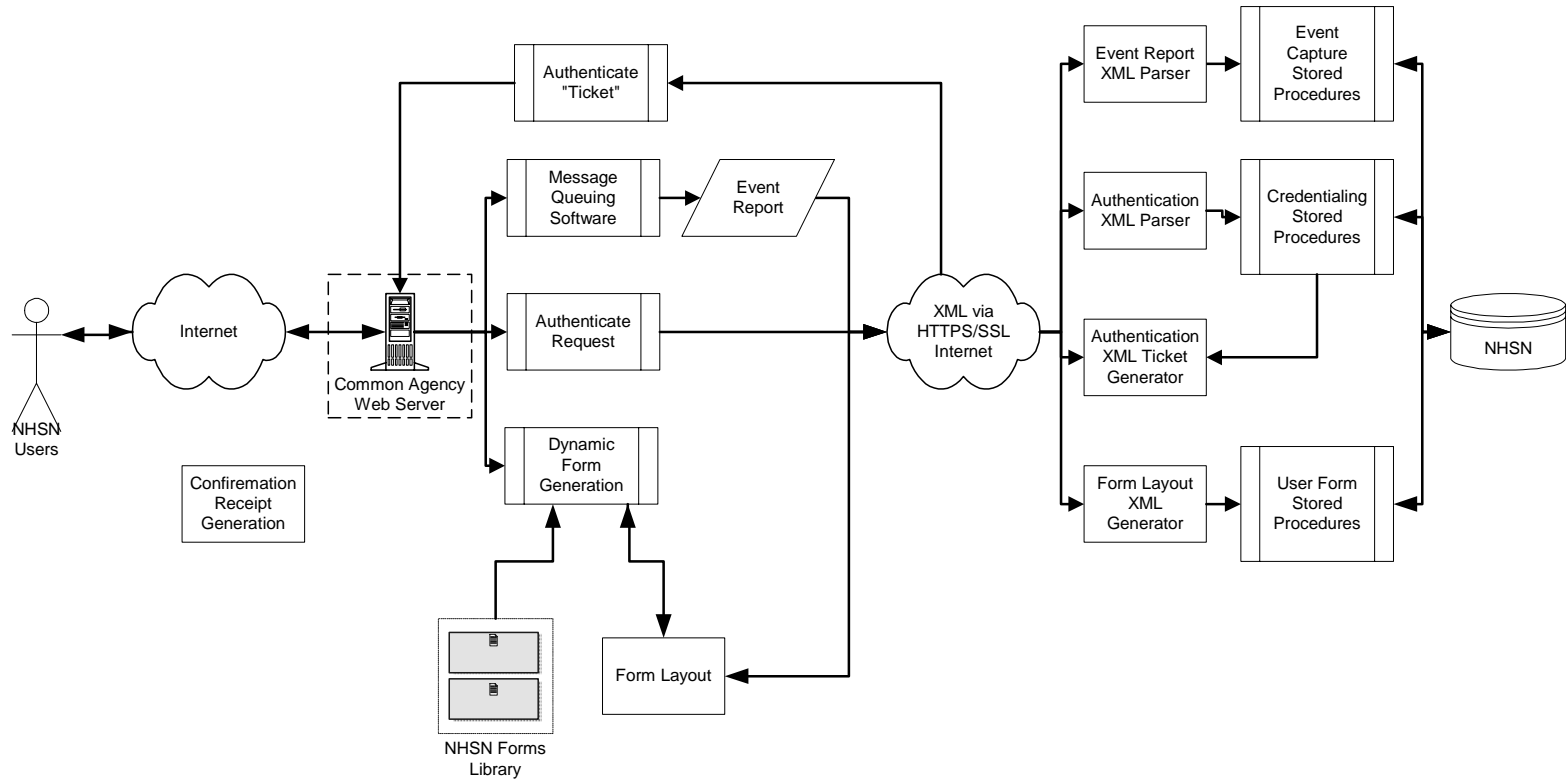 Authenticate
"Ticket"
Event Report
XML Parser
Event
Capture
Stored
Procedures
Message
Queuing
Software
Event
Report
Authentication
XML Parser
Credentialing
Stored
Procedures
Internet
Common Agency
Web Server
Authenticate
Request
XML via
HTTPS/SSL
Internet
Authentication
XML Ticket
Generator
NHSN
NHSN
Users
Confiremation
Receipt
Generation
Dynamic
Form
Generation
Form Layout
XML
Generator
User Form
Stored
Procedures
Form Layout
NHSN Forms
Library